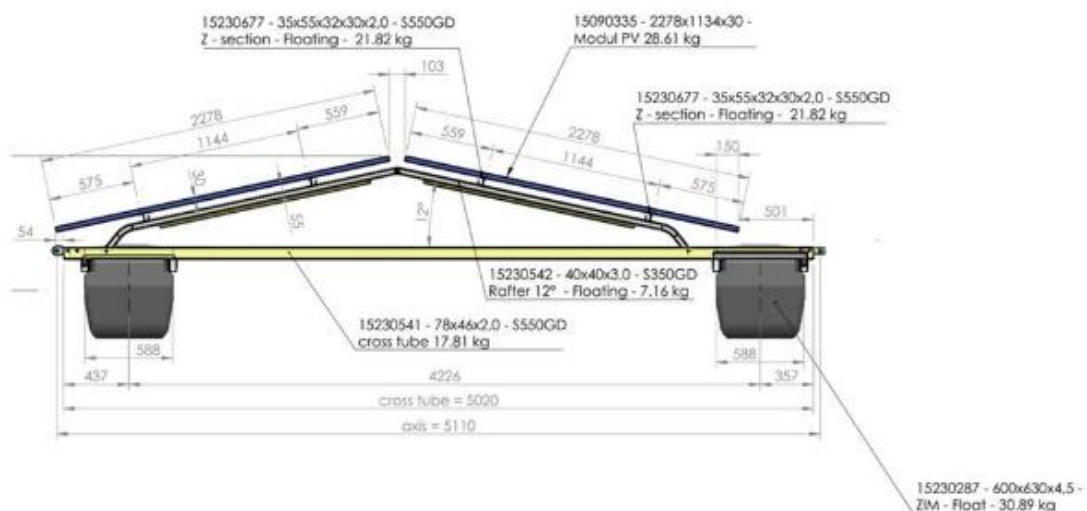 15230677 - 35x55x32x30x2,0 - S550GD
Z - section - Floating - 21.82 kg
15090335 - 2278x1134x30 -
Modul PV 28.61 kg
103
15230677 - 35x55x32x30x2,0 - S550GD
Z - section - Floating - 21.82 kg
2278
559
1144
575
30
55
559
2278
1144
150
575
12°
501
54
15230542 - 40x40x3,0 - S350GD
Rafter 12° - Floating - 7.16 kg
15230541 - 78x46x2,0 - S550GD
cross tube 17.81 kg
588
588
437
4226
357
cross tube = 5020
axis = 5110
15230287 - 600x630x4,5 -
ZIM - Float - 30.89 kg